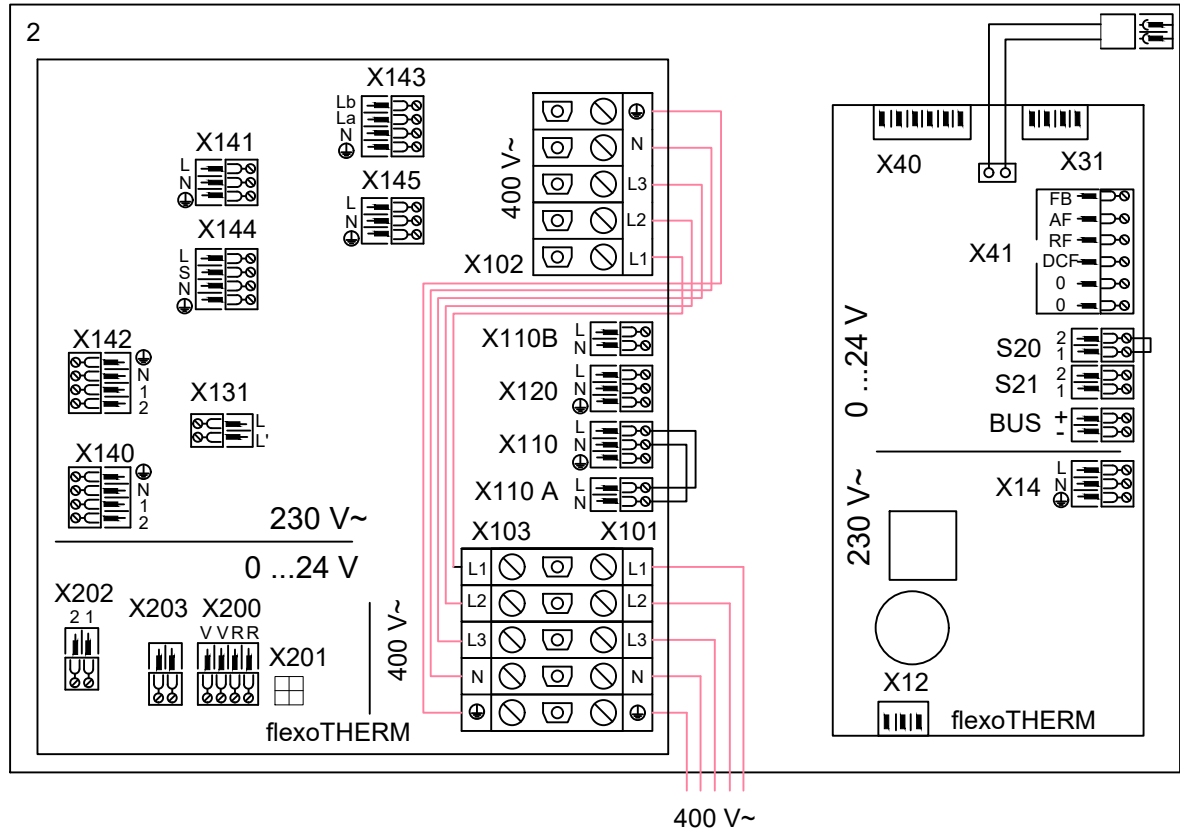 2
X143
Lb
La
N
X141
L
N
X145
L
N
X144
L
S
N
400 V~
N
L3
L2
L1
X102
X142
N
1
2
X131
L
L'
X140
N
1
2
X110B
L
N
X120
L
N
X110
L
N
X110 A
L
N
230 V~
0 ...24 V
X103
X101
L1
L1
L2
L2
L3
L3
N
N
X202
2 1
X203
X200
V V R R
X201
400 V~
flexoTHERM
400 V~
X40
X31
X41
FB
AF
RF
DCF
0
0
0 ...24 V
S20
2
1
S21
2
1
BUS
+
-
230 V~
X14
L
N
X12
flexoTHERM